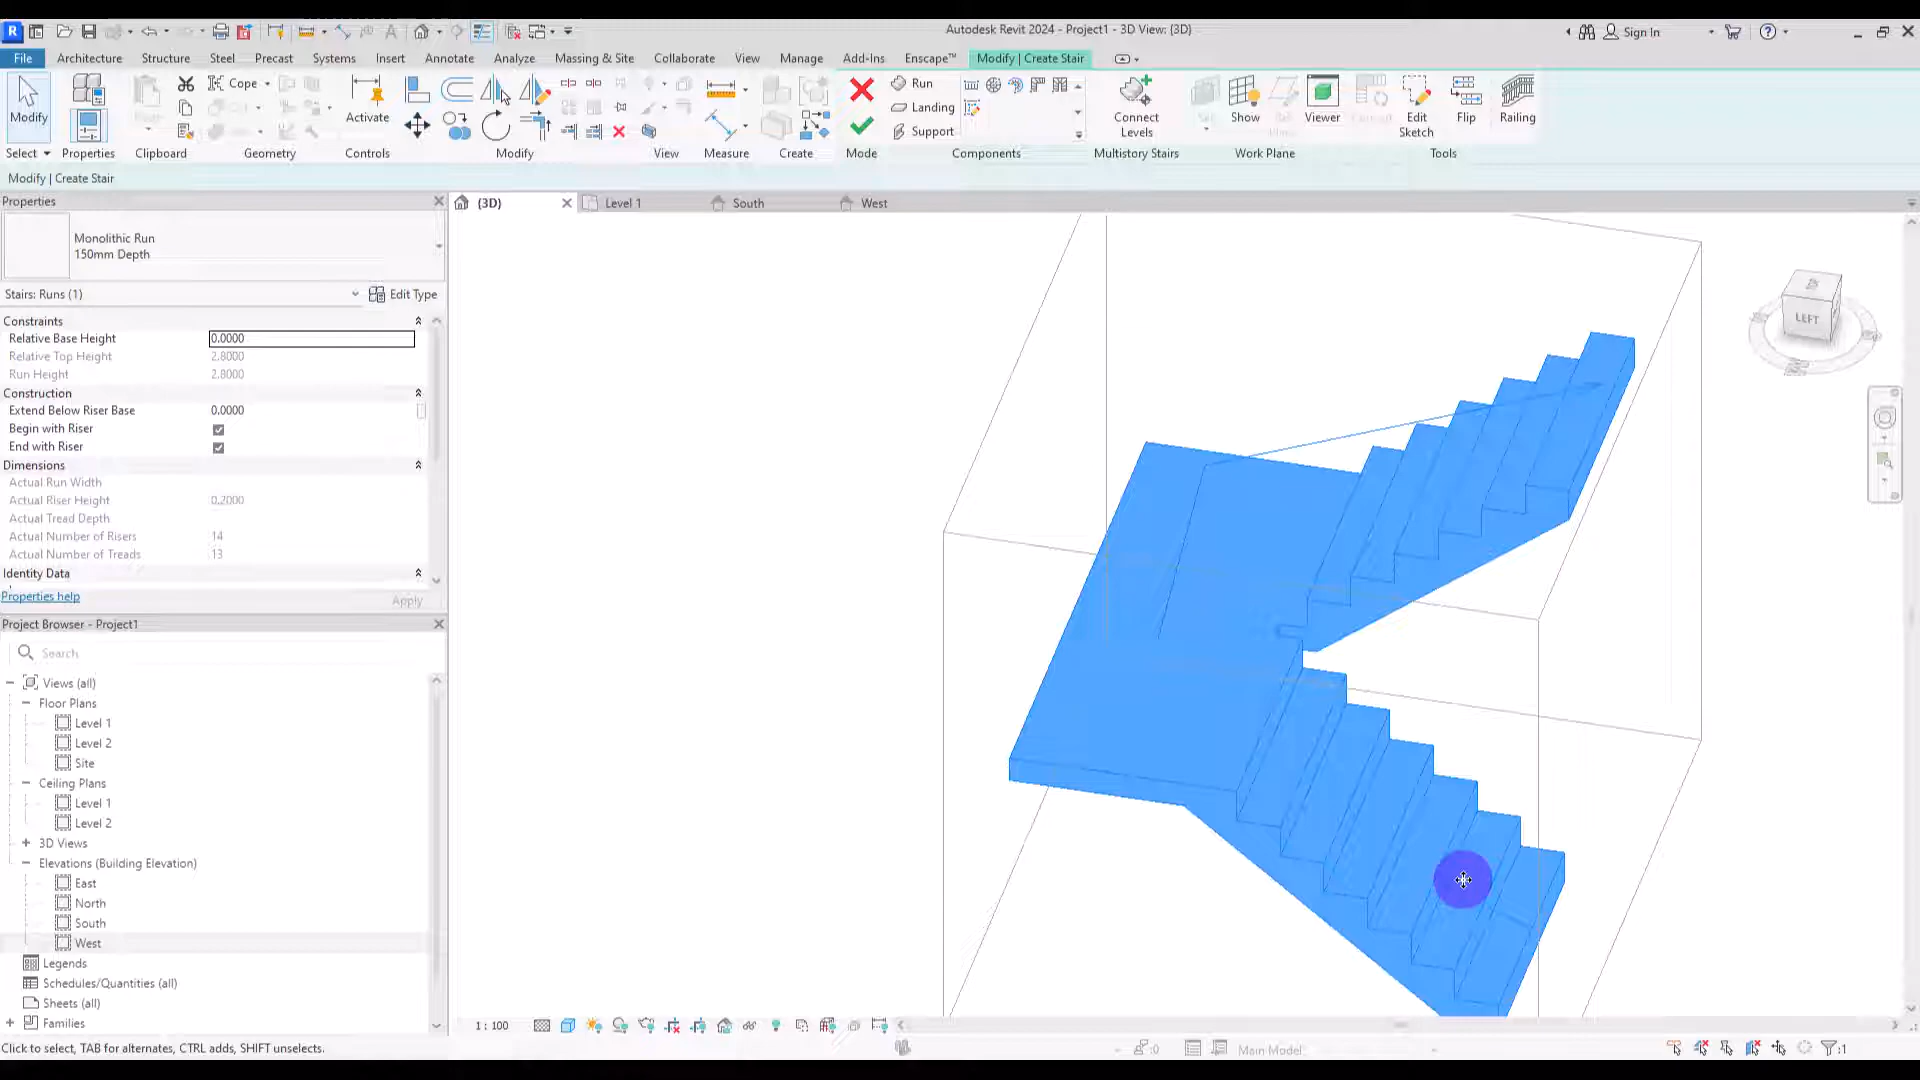 Autodesk Revit 2024 - Project1 - 3D View: {3D}
Sign In
File
Architecture
Structure
Steel
Precast
Systems
Insert
Annotate
Analyze
Massing & Site
Collaborate
View
Manage
Add-Ins
Enscape™
Modify | Create Stair
Modify
Cope
Activate
Run
Landing
Support
Connect
Levels
Show
Viewer
Edit
Sketch
Flip
Railing
Select
Properties
Clipboard
Geometry
Controls
Modify
View
Measure
Create
Mode
Components
Multistory Stairs
Work Plane
Tools
Modify | Create Stair
Properties
Monolithic Run
150mm Depth
Stairs: Runs (1)
Edit Type
Constraints
Relative Base Height 0.0000
Relative Top Height 2.8000
Run Height 2.8000
Construction
Extend Below Riser Base 0.0000
Begin with Riser
End with Riser
Dimensions
Actual Run Width
Actual Riser Height 0.2000
Actual Tread Depth
Actual Number of Risers 14
Actual Number of Treads 13
Identity Data
Properties help
Apply
Project Browser - Project1
Search
Views (all)
Floor Plans
Level 1
Level 2
Site
Ceiling Plans
Level 1
Level 2
3D Views
Elevations (Building Elevation)
East
North
South
West
Legends
Schedules/Quantities (all)
Sheets (all)
Families
{3D}
Level 1
South
West
LEFT
1 : 100
Click to select, TAB for alternates, CTRL adds, SHIFT unselects.
:0
Main Model
:1